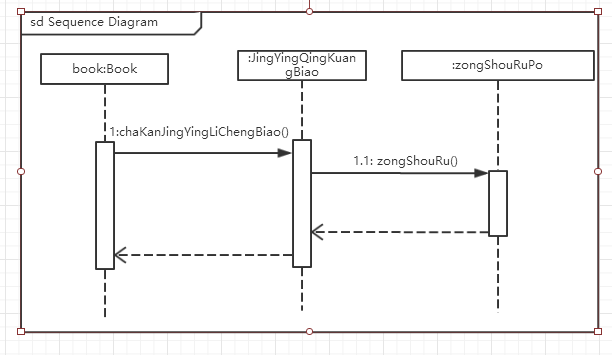 sd Sequence Diagram
book:Book
:JingYingQingKuan
gBiao
:zongShouRuPo
1:chaKanJingYingLiChengBiao()
1.1: zongShouRu()